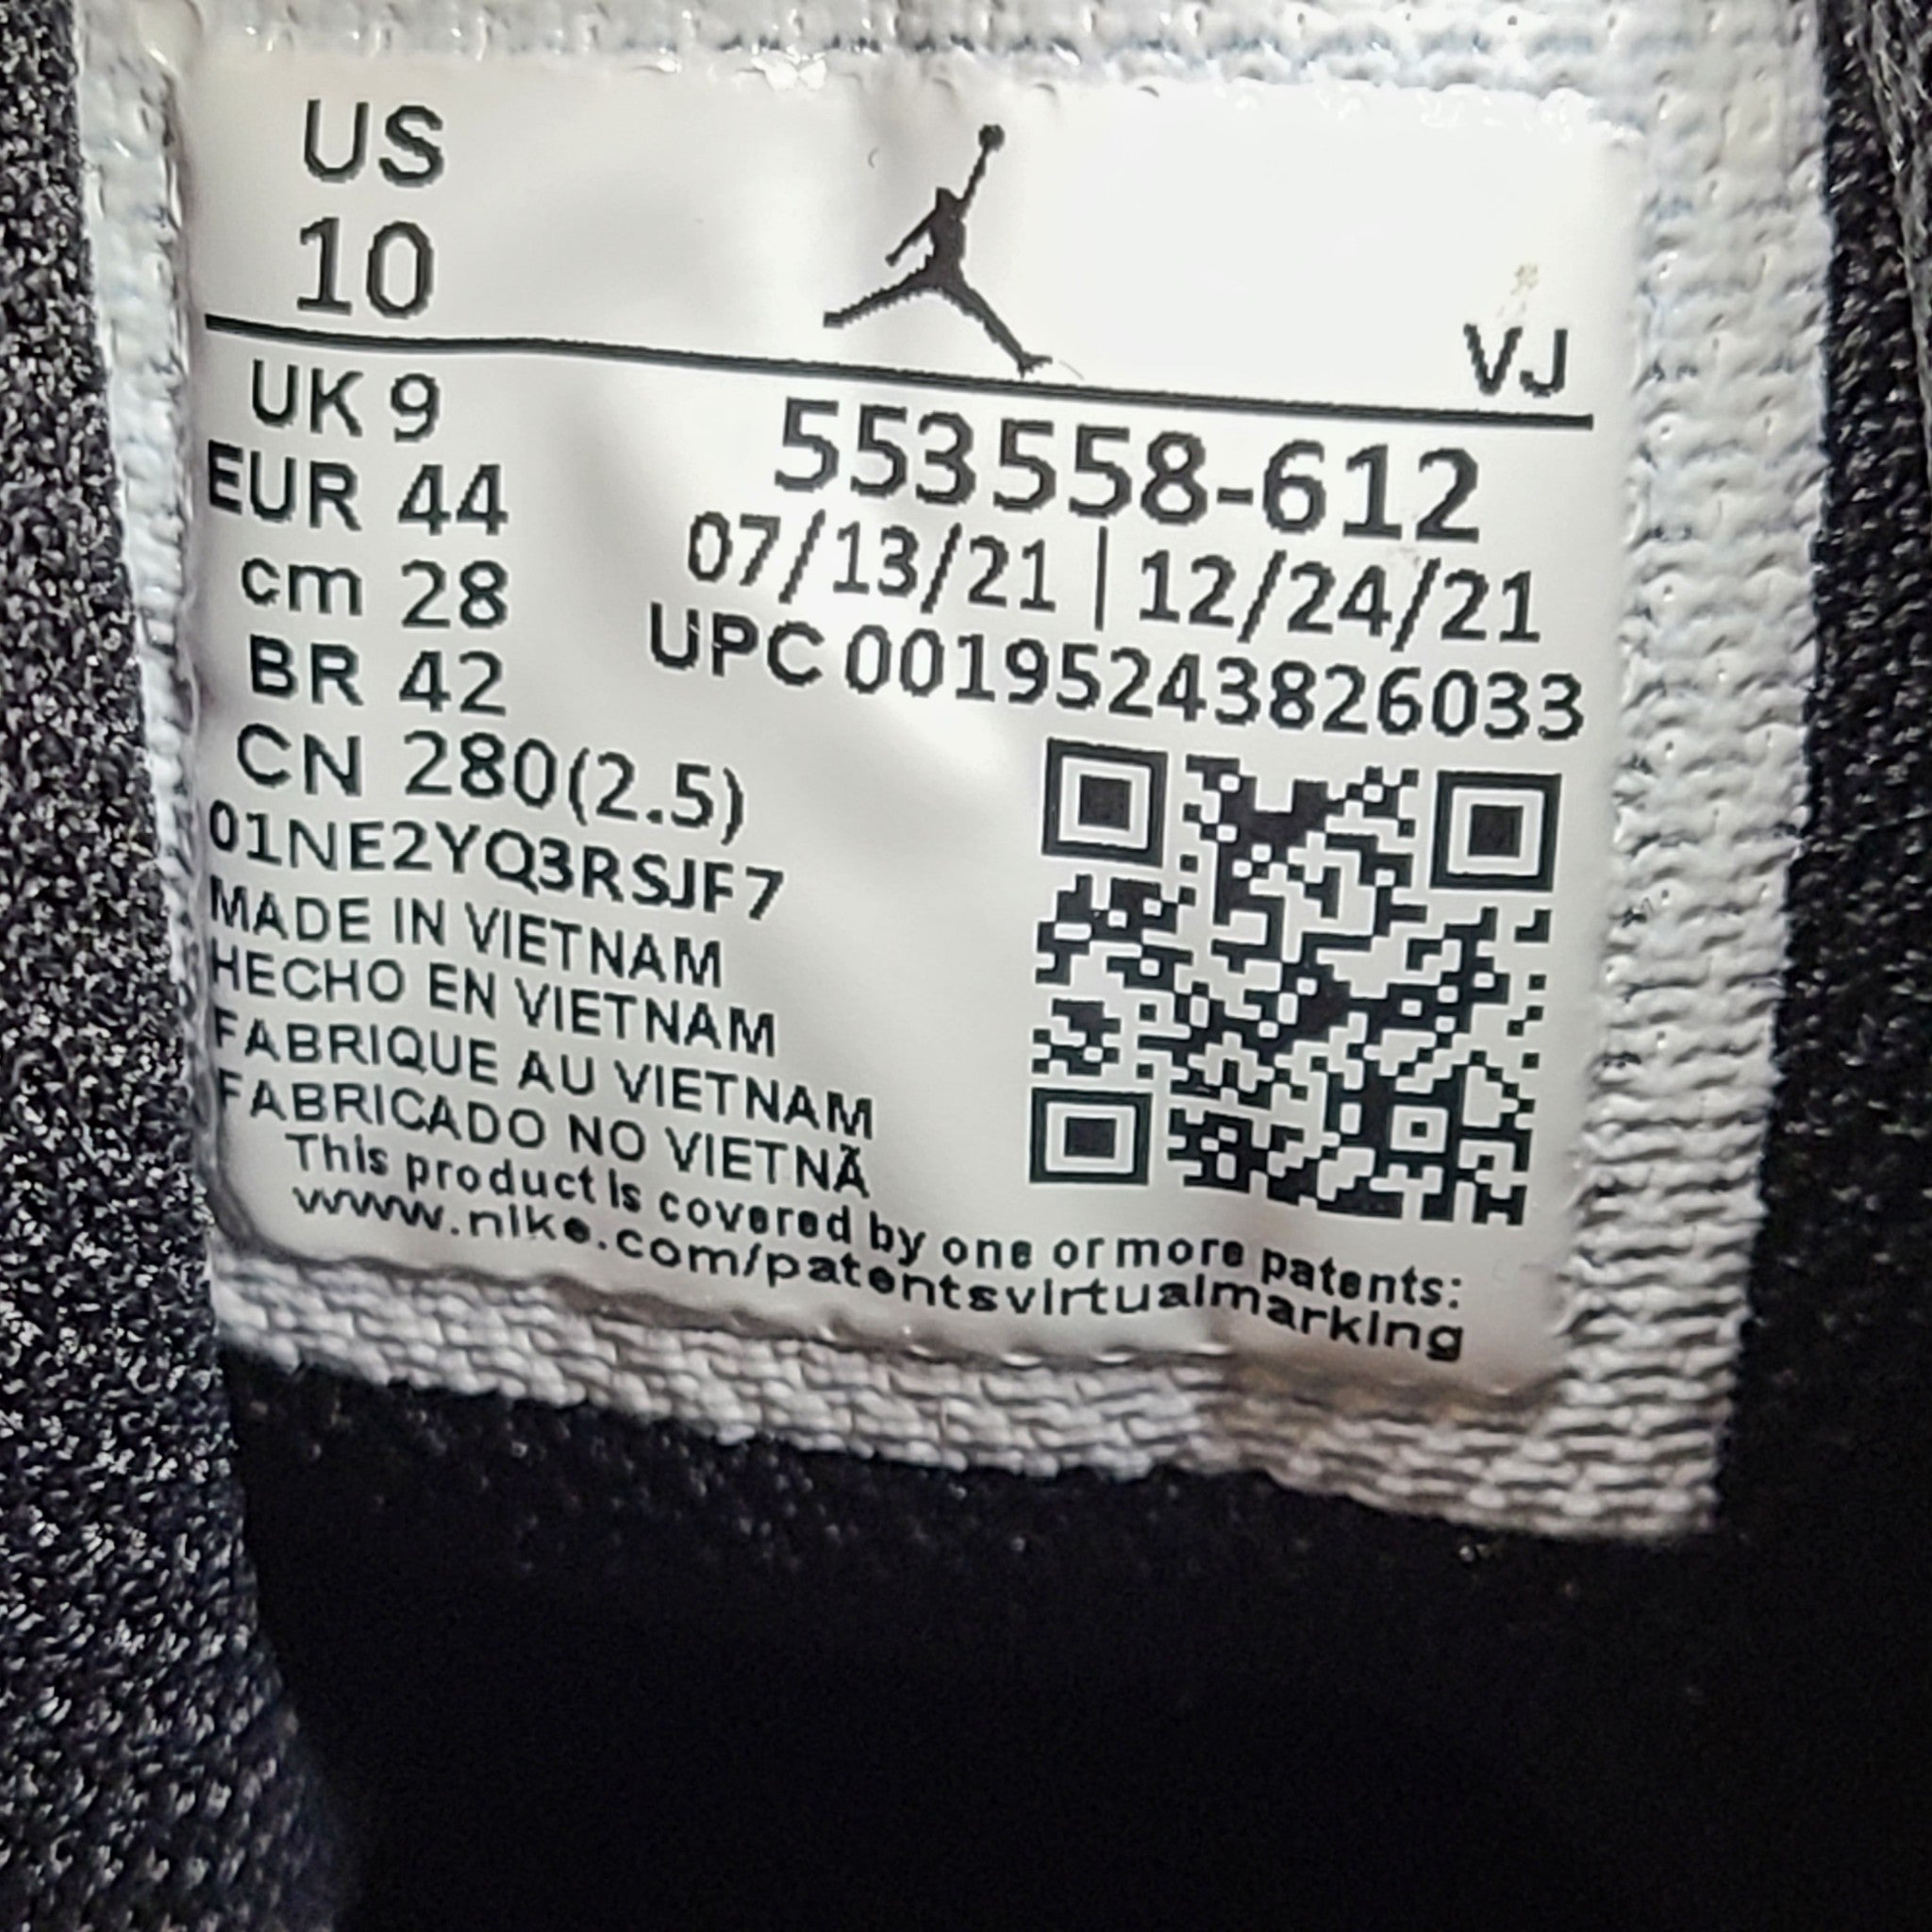 US
10
VJ
UK 9
EUR 44
cm 28
BR 42
CN 280(2.5)
553558-612
07/13/21 | 12/24/21
UPC 00195243826033
01NE2YQ3RSJF7
MADE IN VIETNAM
HECHO EN VIETNAM
FABRIQUE AU VIETNAM
FABRICADO NO VIETNÃ
This product is covered by one or more patents:
www.nike.com/patentsvirtualmarking